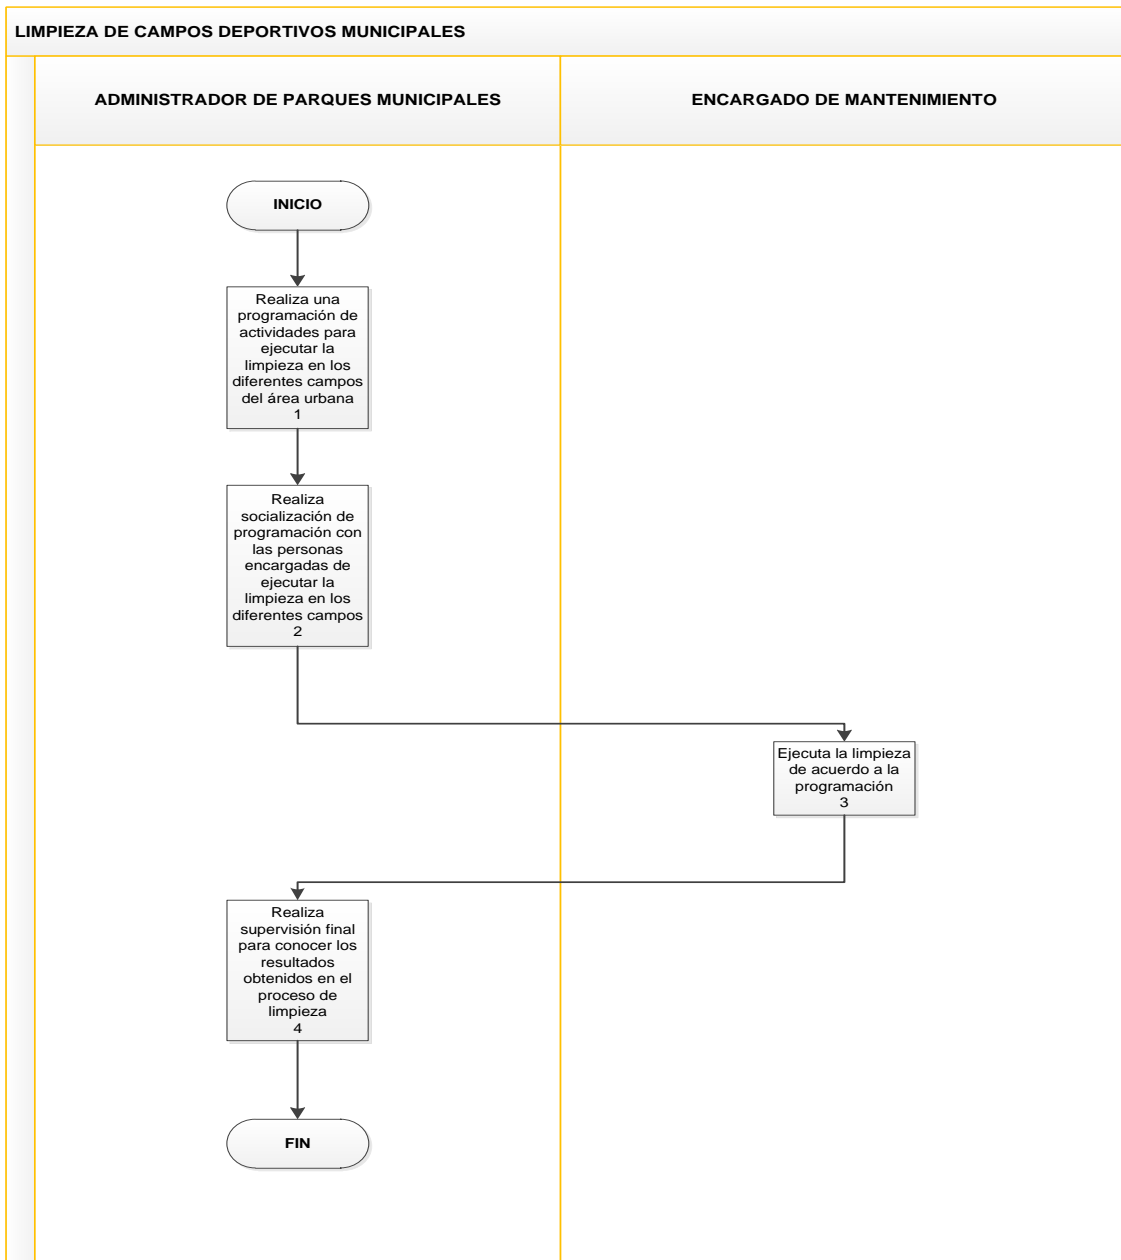 LIMPIEZA DE CAMPOS DEPORTIVOS MUNICIPALES
ADMINISTRADOR DE PARQUES MUNICIPALES
ENCARGADO DE MANTENIMIENTO
INICIO
Realiza una
programación de
actividades para
ejecutar la
limpieza en los
diferentes campos
del área urbana
1
Realiza
socialización de
programación con
las personas
encargadas de
ejecutar la
limpieza en los
diferentes campos
2
Ejecuta la limpieza
de acuerdo a la
programación
3
Realiza
supervisión final
para conocer los
resultados
obtenidos en el
proceso de
limpieza
4
FIN